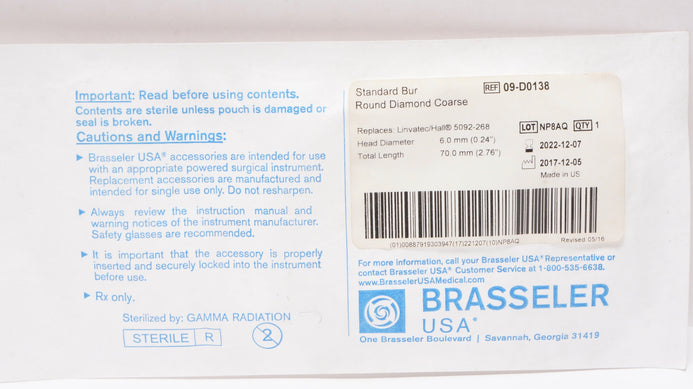 Important: Read before using contents.
Contents are sterile unless pouch is damaged or
seal is broken.
Cautions and Warnings:
▶ Brasseler USA® accessories are intended for use
with an appropriate powered surgical instrument.
Replacement accessories are manufactured and
intended for single use only. Do not resharpen.
▶ Always review the instruction manual and
warning notices of the instrument manufacturer.
Safety glasses are recommended.
▶ It is important that the accessory is properly
inserted and securely locked into the instrument
before use.
▶ Rx only.
Sterilized by: GAMMA RADIATION
STERILE R
2
Standard Bur
Round Diamond Coarse
REF 09-D0138
Replaces: Linvatec/Hall® 5092-268
Head Diameter 6.0 mm (0.24")
Total Length 70.0 mm (2.76")
LOT NP8AQ QTY 1
2022-12-07
2017-12-05
Made in US
(01)00887919303947(17)221207(10)NP8AQ
Revised 05/16
For more information, call your Brasseler USA® Representative or
contact Brasseler USA® Customer Service at 1-800-535-6638.
www.BrasselerUSAMedical.com
BRASSELER
USA®
One Brasseler Boulevard | Savannah, Georgia 31419